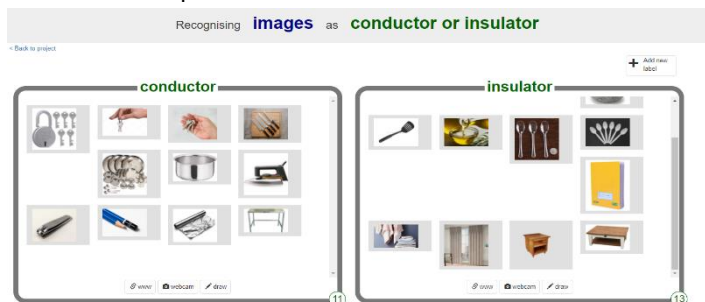 Recognising images as conductor or insulator
< Back to project
+ Add new label
conductor
www webcam draw
11
insulator
www webcam draw
13